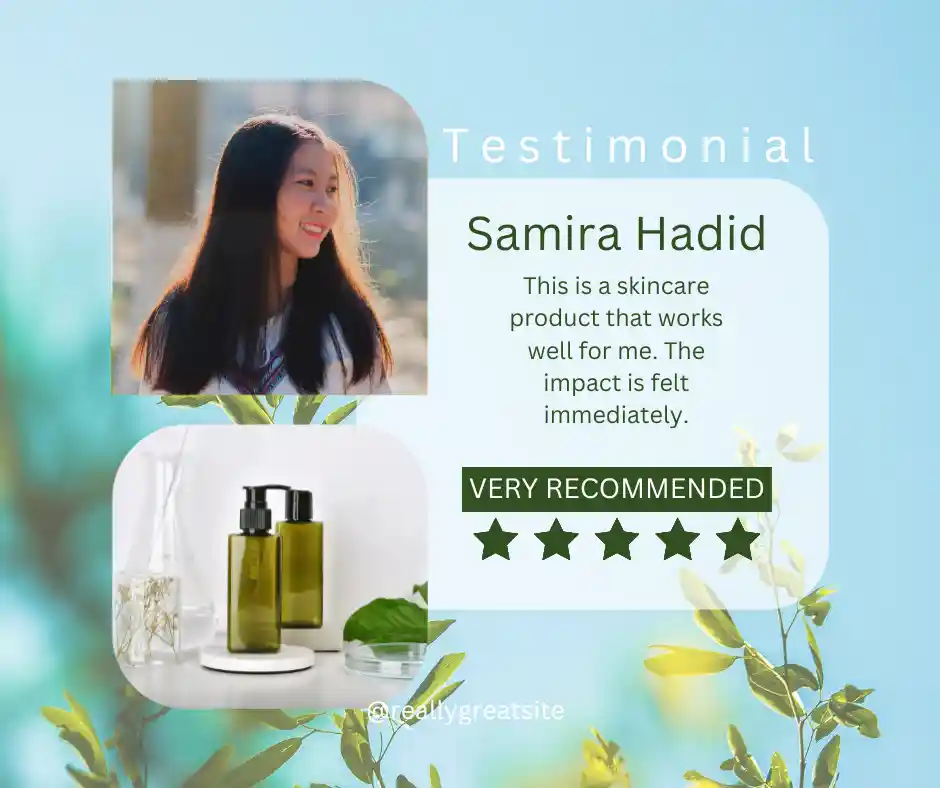 Testimonial
Samira Hadid
This is a skincare
product that works
well for me. The
impact is felt
immediately.
VERY RECOMMENDED
@reallygreatsite